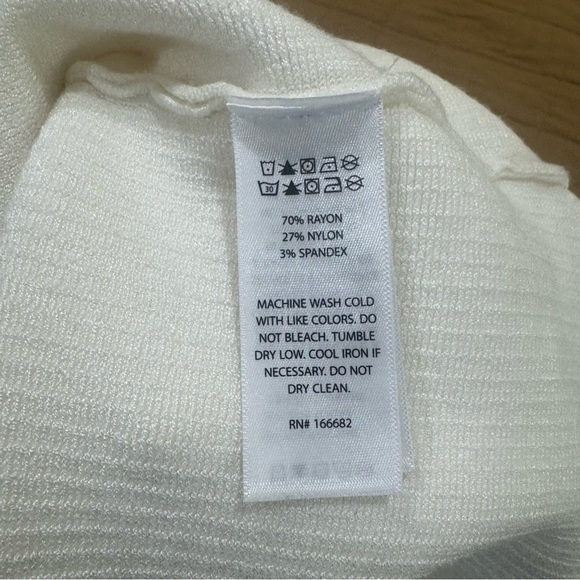 30
70% RAYON
27% NYLON
3% SPANDEX
MACHINE WASH COLD
WITH LIKE COLORS. DO
NOT BLEACH. TUMBLE
DRY LOW. COOL IRON IF
NECESSARY. DO NOT
DRY CLEAN.
RN# 166682